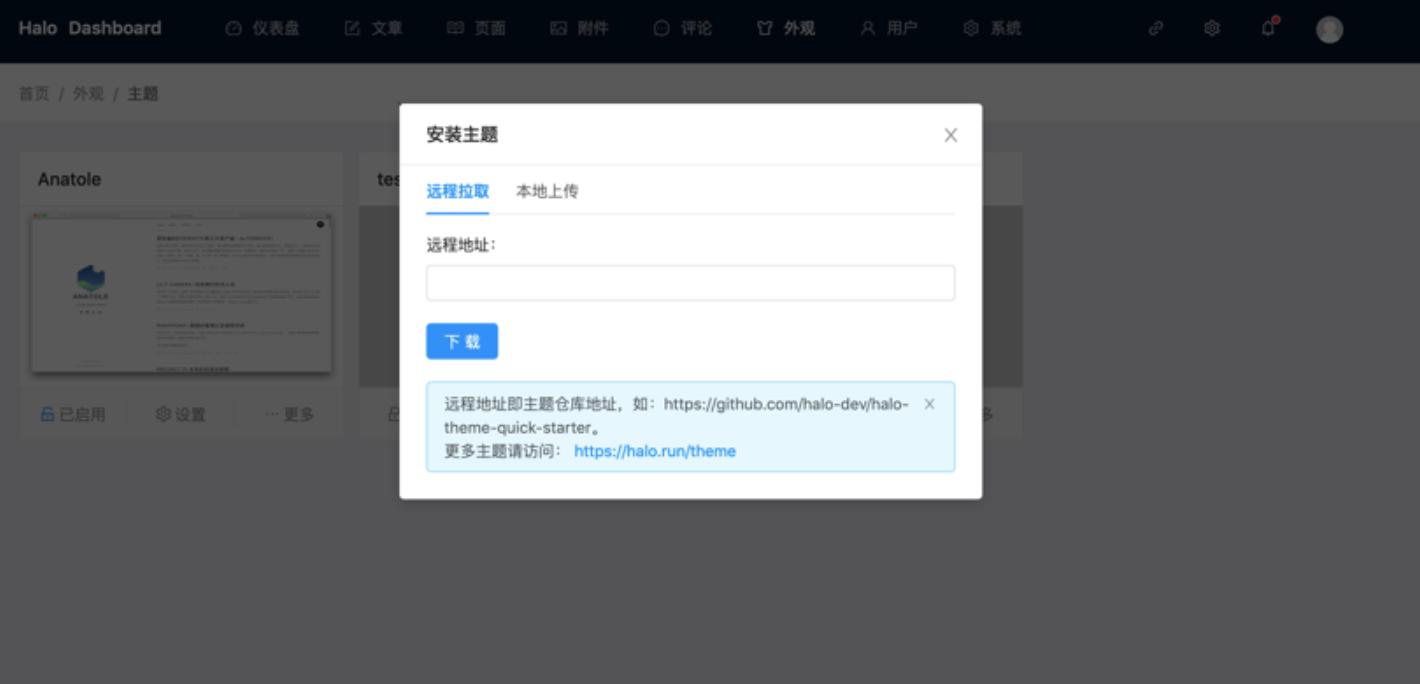 Halo Dashboard 仪表盘 文章 页面 附件 评论 外观 用户 系统
首页 / 外观 / 主题
安装主题
Anatole
tes
远程拉取 本地上传
远程地址：
ANATOLE
下 载
远程地址即主题仓库地址，如：https://github.com/halo-dev/halo-
theme-quick-starter。
已启用 设置 ··· 更多
多
更多主题请访问： https://halo.run/theme